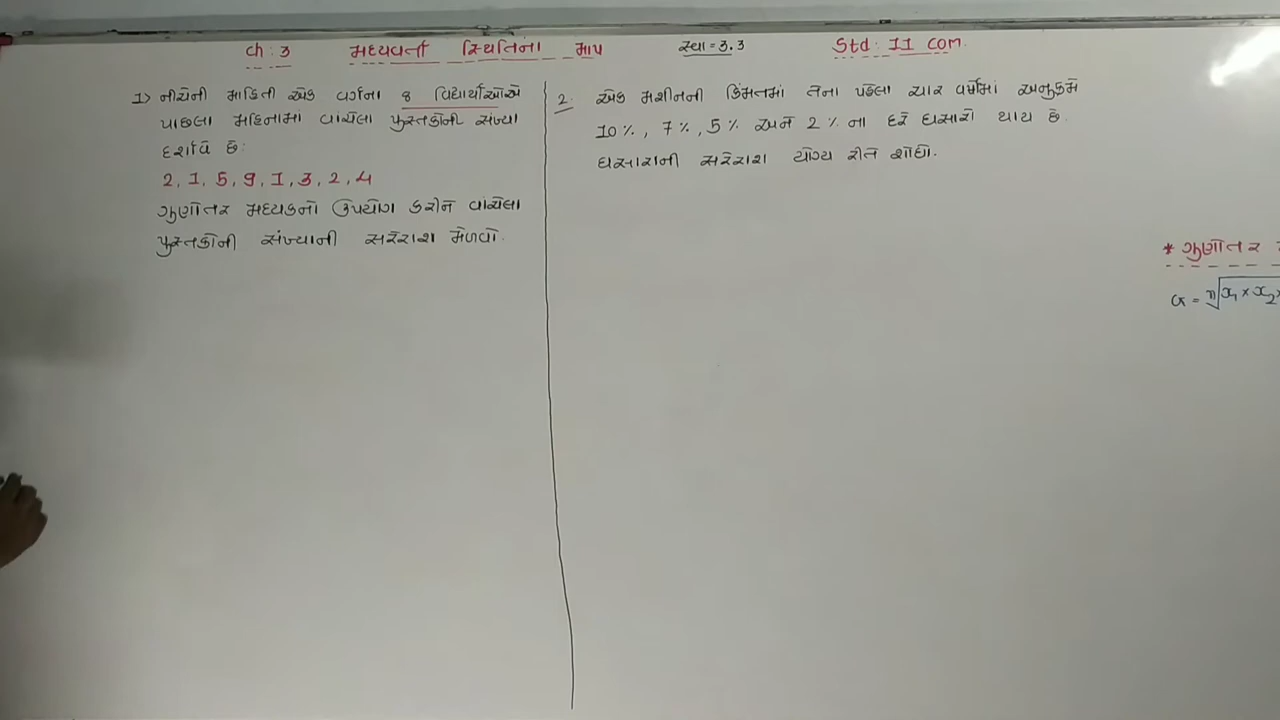 ch : 3 મધ્યવર્તી સ્થિતિના માપ સ્વા = 3.3 Std : 11 com.
1) નીચેની માહિતી એક વર્ગના 8 વિદ્યાર્થીઓએ
પાછલા મહિનામાં વાંચેલા પુસ્તકોની સંખ્યા
દર્શાવે છે:
2, 1, 5, 9, 1, 3, 2, 4
ગુણોત્તર મધ્યકનો ઉપયોગ કરીને વાંચેલા
પુસ્તકોની સંખ્યાની સરેરાશ મેળવો.
2. એક મશીનની કિંમતમાં તેના પહેલા ચાર વર્ષોમાં અનુક્રમે
10%, 7%, 5% અને 2% ના દરે ઘસારો થાય છે.
ઘસારાની સરેરાશ યોગ્ય રીતે શોધો.
* ગુણોત્તર
G = n√x₁ × x₂ ×